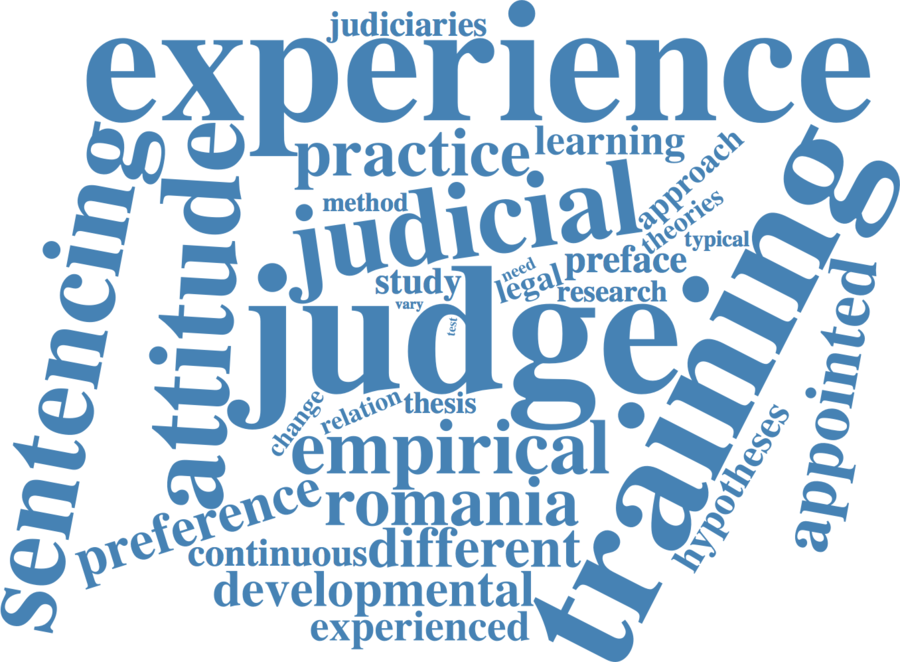 judiciaries
experience
practice
learning
sentencing
attitude
method
judicial
approach
theories
typical
training
study
need
legal
preface
research
vary
test
judge
appointed
change
relation
thesis
empirical
hypotheses
preference
romania
continuous
different
developmental
experienced